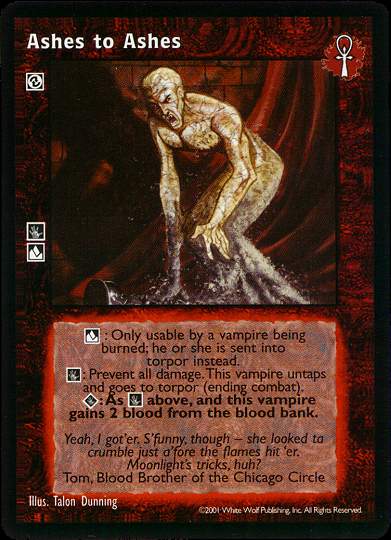 Ashes to Ashes
: Only usable by a vampire being
burned; he or she is sent into
torpor instead.
: Prevent all damage. This vampire untaps
and goes to torpor (ending combat).
: As above, and this vampire
gains 2 blood from the blood bank.
Yeah, I got'er. S'funny, though – she looked ta
crumble just a'fore the flames hit 'er.
Moonlight's tricks, huh?
Tom, Blood Brother of the Chicago Circle
Illus. Talon Dunning
©2001 White Wolf Publishing, Inc. All Rights Reserved.